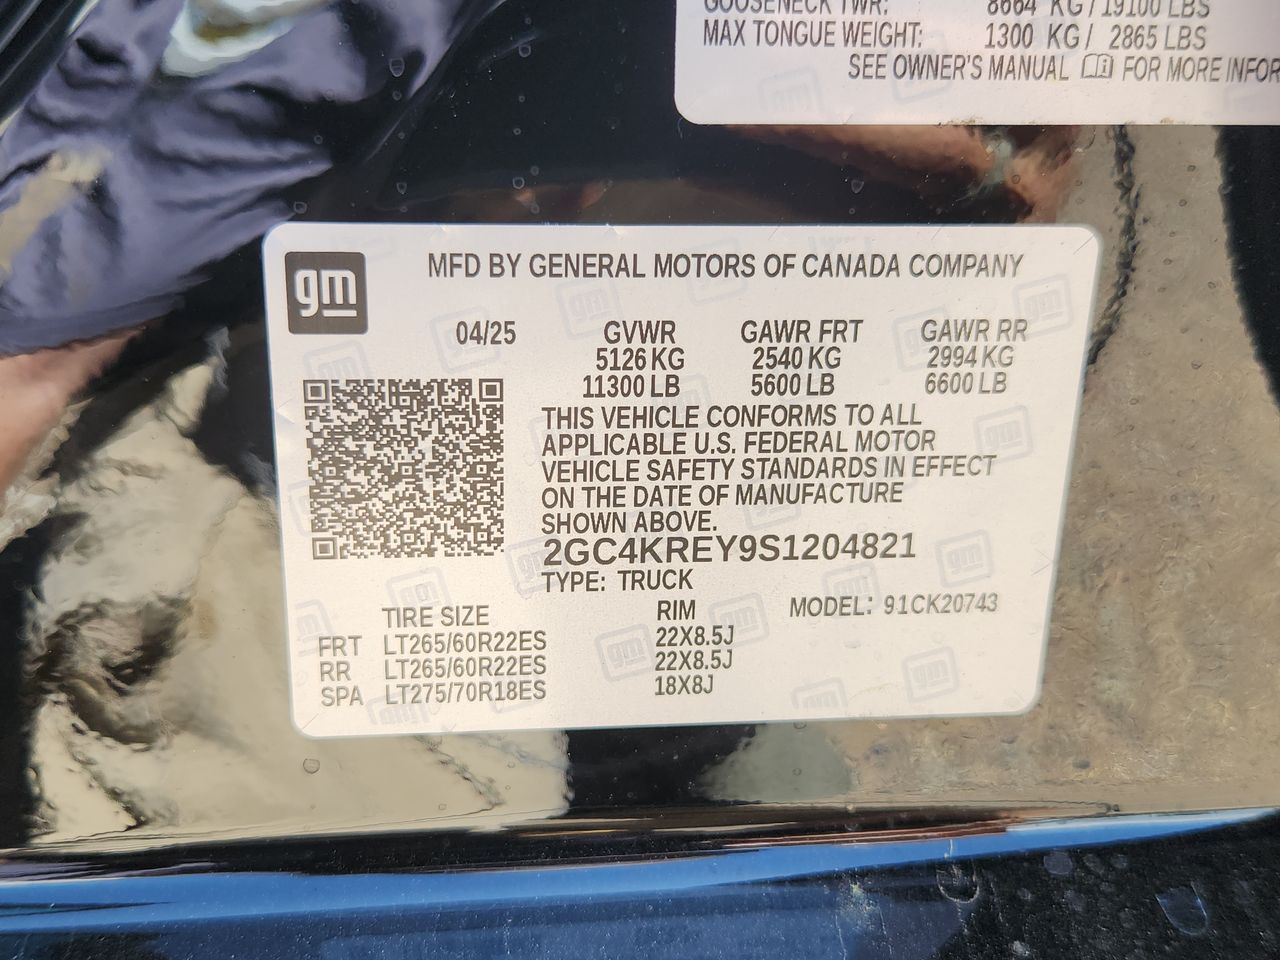 GOOSENECK TWR: 8664 KG/19100 LBS
MAX TONGUE WEIGHT: 1300 KG/ 2865 LBS
SEE OWNER'S MANUAL FOR MORE INFOR
gm
MFD BY GENERAL MOTORS OF CANADA COMPANY
04/25 GVWR GAWR FRT GAWR RR
5126 KG 2540 KG 2994 KG
11300 LB 5600 LB 6600 LB
THIS VEHICLE CONFORMS TO ALL
APPLICABLE U.S. FEDERAL MOTOR
VEHICLE SAFETY STANDARDS IN EFFECT
ON THE DATE OF MANUFACTURE
SHOWN ABOVE.
2GC4KREY9S1204821
TYPE: TRUCK
TIRE SIZE RIM MODEL: 91CK20743
FRT LT265/60R22ES 22X8.5J
RR LT265/60R22ES 22X8.5J
SPA LT275/70R18ES 18X8J